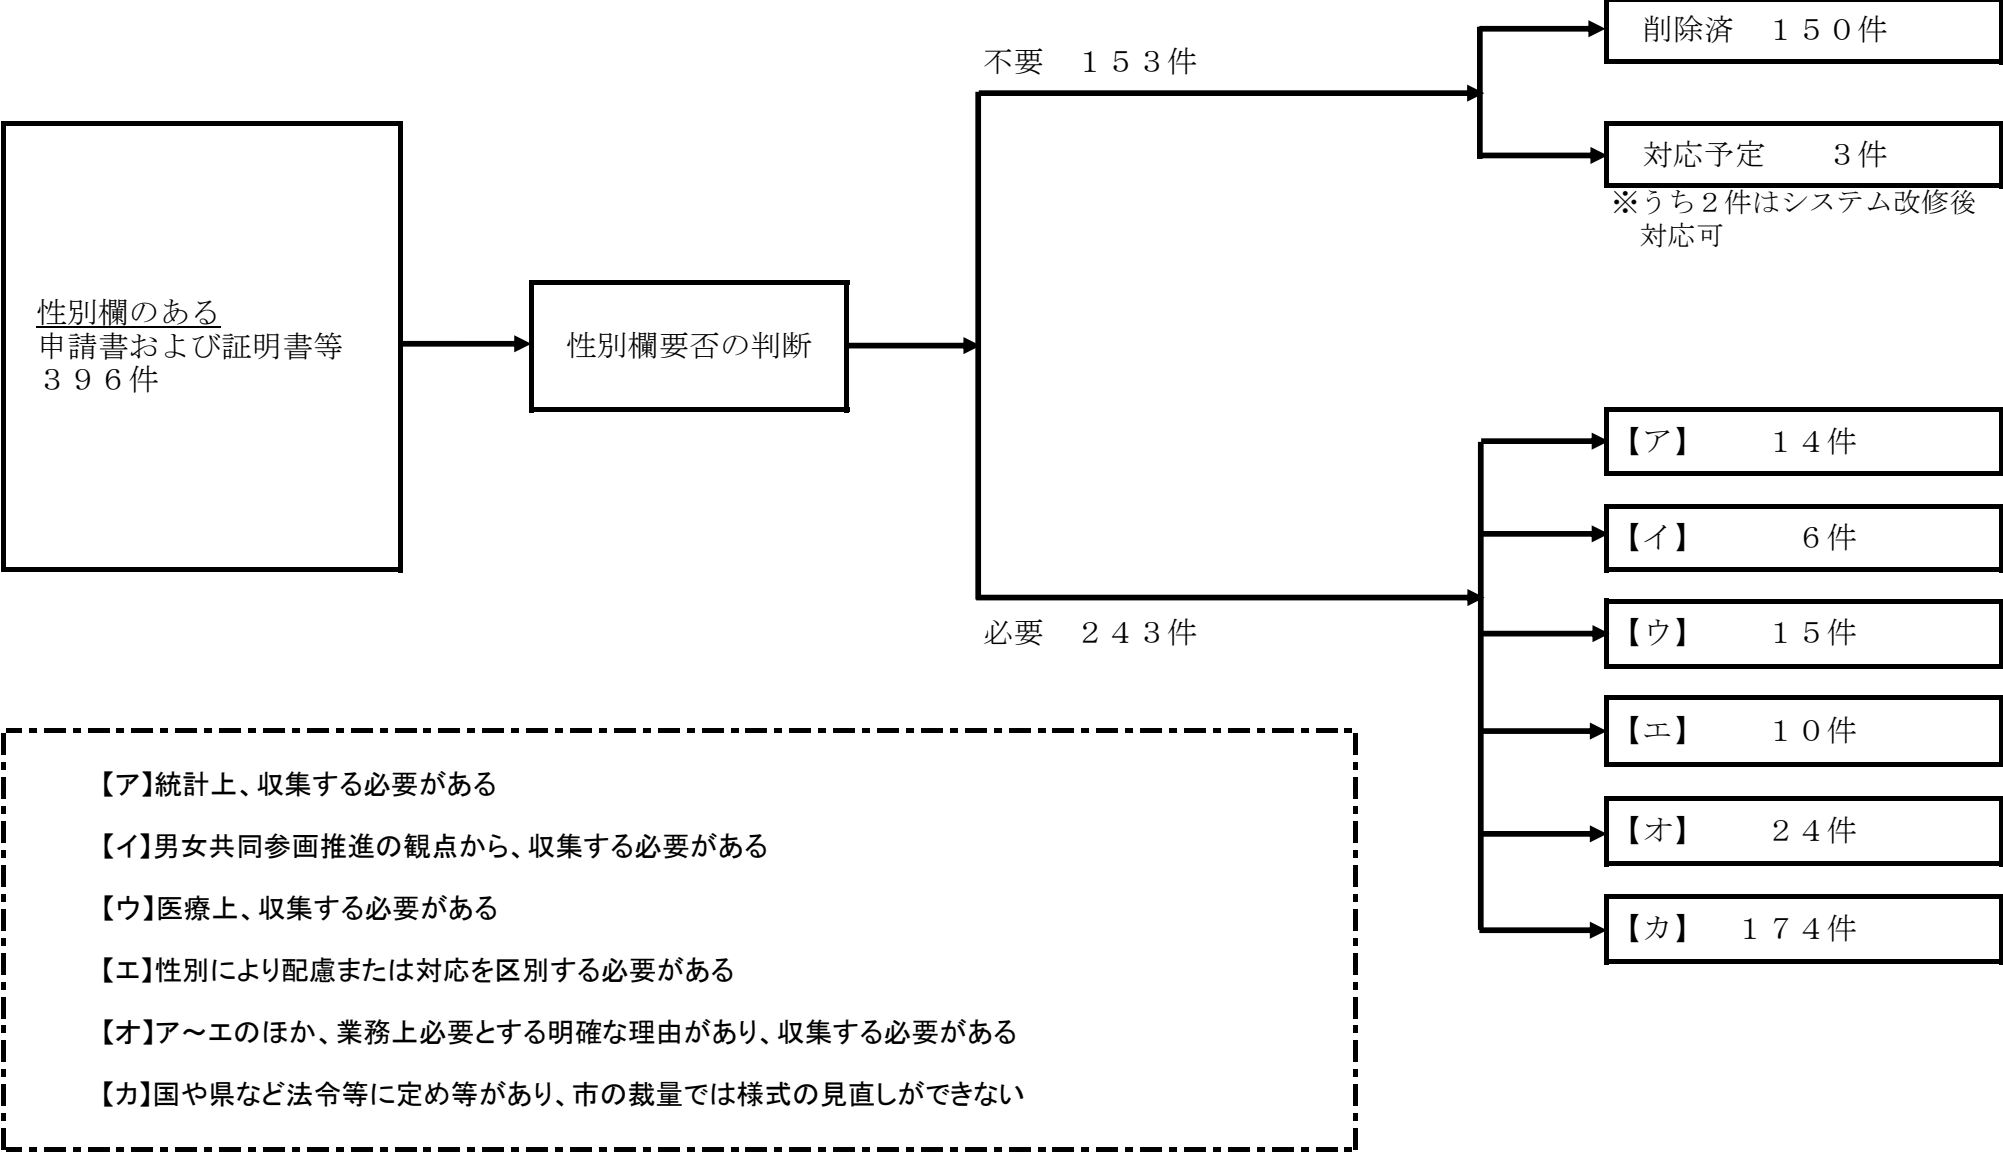 性別欄のある
申請書および証明書等
３９６件
性別欄要否の判断
不要　１５３件
削除済　１５０件
対応予定　　３件
※うち２件はシステム改修後
対応可
必要　２４３件
【ア】　　１４件
【イ】　　　６件
【ウ】　　１５件
【エ】　　１０件
【オ】　　２４件
【カ】　１７４件
【ア】統計上、収集する必要がある
【イ】男女共同参画推進の観点から、収集する必要がある
【ウ】医療上、収集する必要がある
【エ】性別により配慮または対応を区別する必要がある
【オ】ア～エのほか、業務上必要とする明確な理由があり、収集する必要がある
【カ】国や県など法令等に定め等があり、市の裁量では様式の見直しができない